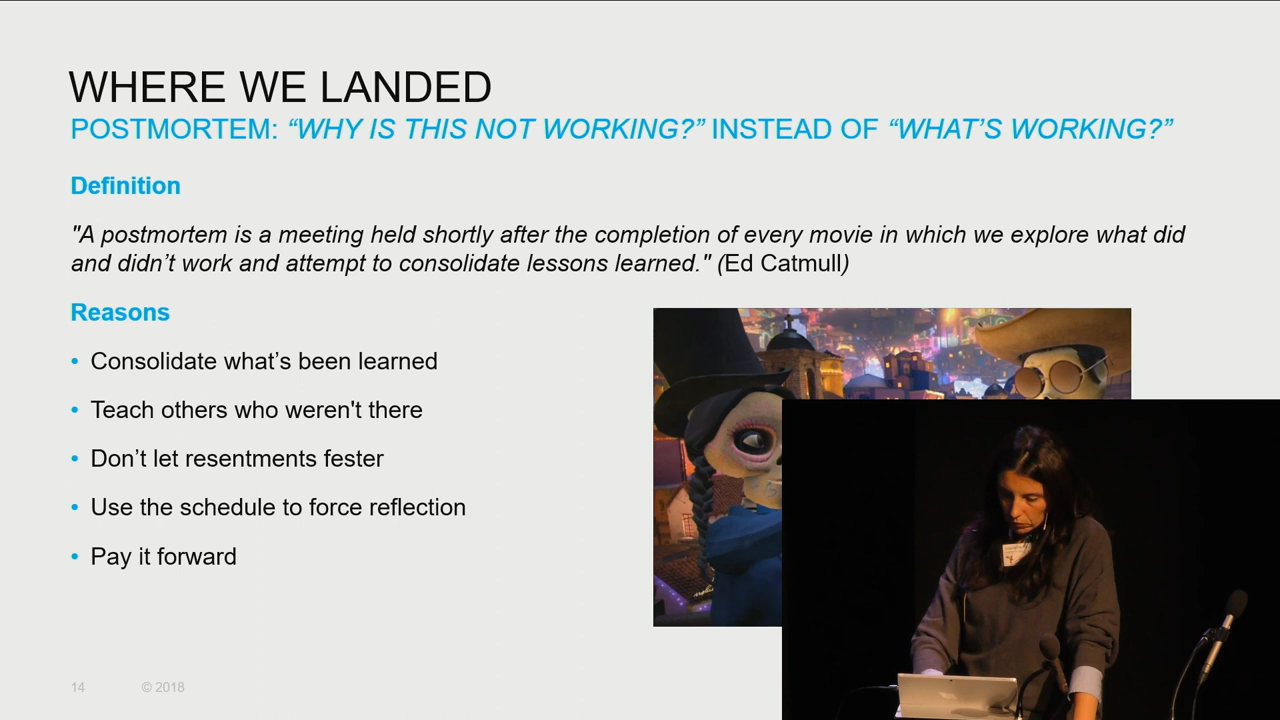 WHERE WE LANDED
POSTMORTEM: “WHY IS THIS NOT WORKING?” INSTEAD OF “WHAT’S WORKING?”
Definition
"A postmortem is a meeting held shortly after the completion of every movie in which we explore what did
and didn’t work and attempt to consolidate lessons learned." (Ed Catmull)
Reasons
• Consolidate what’s been learned
• Teach others who weren't there
• Don’t let resentments fester
• Use the schedule to force reflection
• Pay it forward
14 © 2018